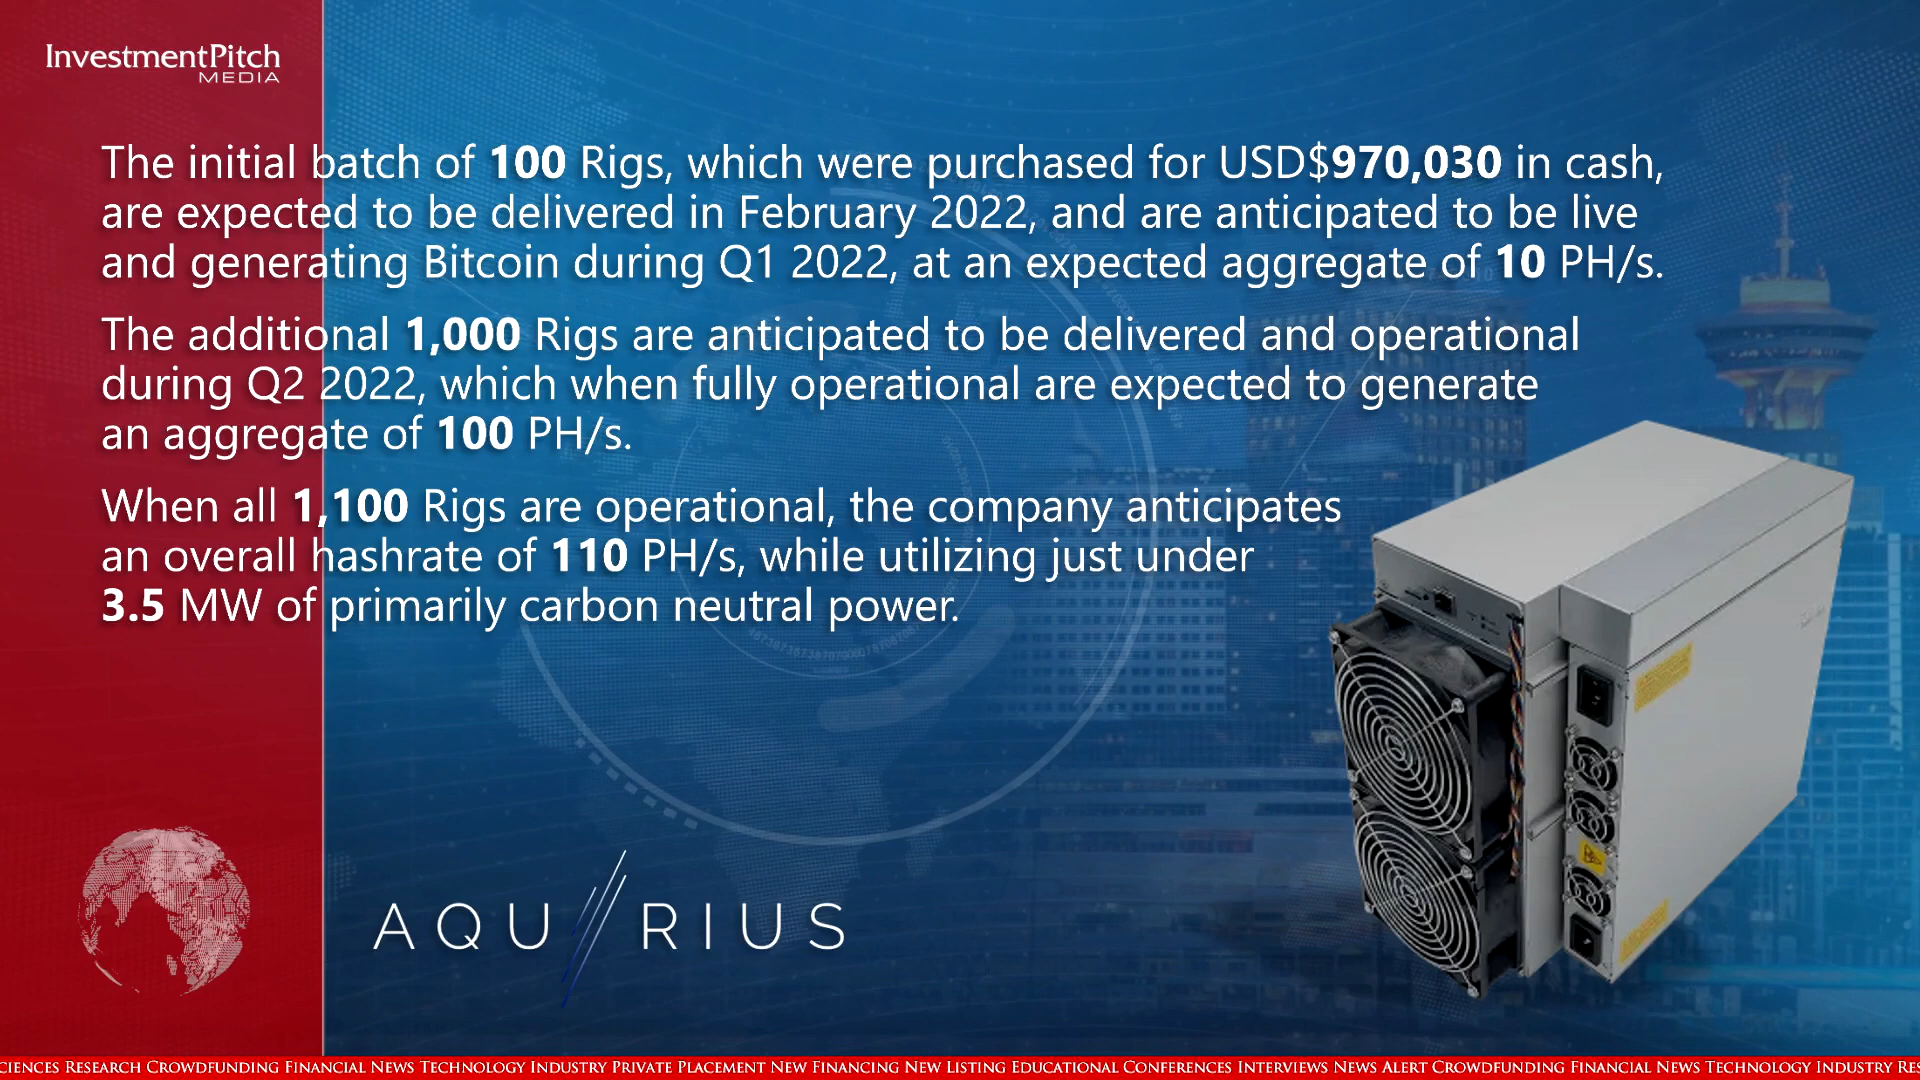 InvestmentPitch
MEDIA
The initial batch of 100 Rigs, which were purchased for USD$970,030 in cash,
are expected to be delivered in February 2022, and are anticipated to be live
and generating Bitcoin during Q1 2022, at an expected aggregate of 10 PH/s.
The additional 1,000 Rigs are anticipated to be delivered and operational
during Q2 2022, which when fully operational are expected to generate
an aggregate of 100 PH/s.
When all 1,100 Rigs are operational, the company anticipates
an overall hashrate of 110 PH/s, while utilizing just under
3.5 MW of primarily carbon neutral power.
AQU//RIUS
CIENCES RESEARCH CROWDFUNDING FINANCIAL NEWS TECHNOLOGY INDUSTRY PRIVATE PLACEMENT NEW FINANCING NEW LISTING EDUCATIONAL CONFERENCES INTERVIEWS NEWS ALERT CROWDFUNDING FINANCIAL NEWS TECHNOLOGY INDUSTRY RES